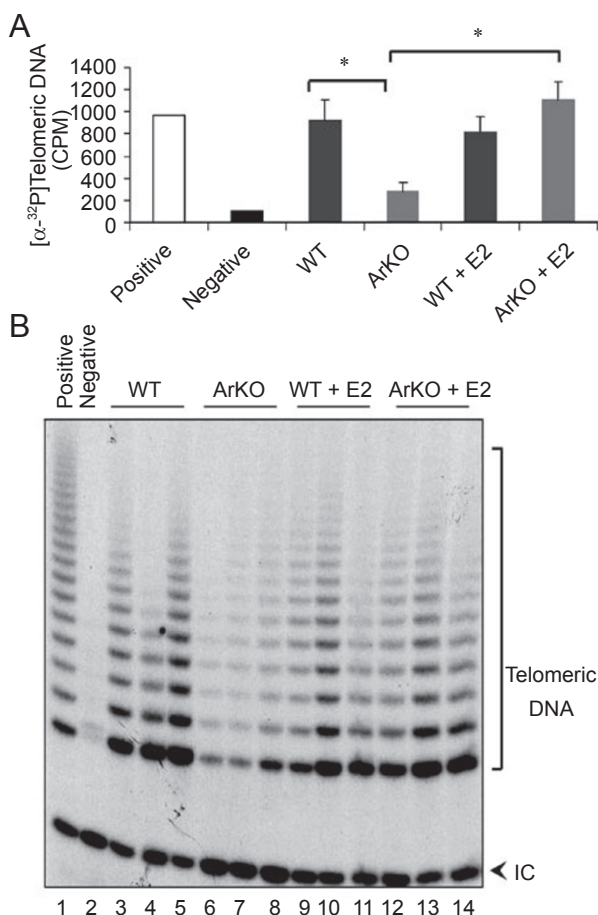 A
[α-³²P]Telomeric DNA
(CPM)
1400
1200
1000
800
600
400
200
0
*
*
Positive
Negative
WT
ArKO
WT + E2
ArKO + E2
B
Positive
Negative
WT
ArKO
WT + E2
ArKO + E2
Telomeric
DNA
IC
1 2 3 4 5 6 7 8 9 10 11 12 13 14